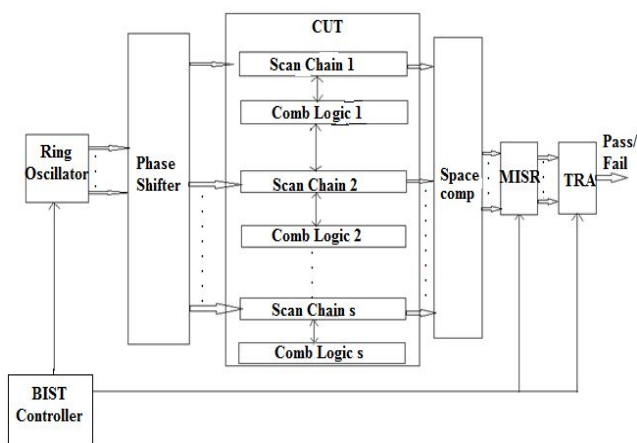 CUT
Scan Chain 1
Comb Logic 1
Ring
Oscillator
Phase
Shifter
Scan Chain 2
Space
comp
MISR
TRA
Pass/
Fail
Comb Logic 2
Scan Chain s
Comb Logic s
BIST
Controller